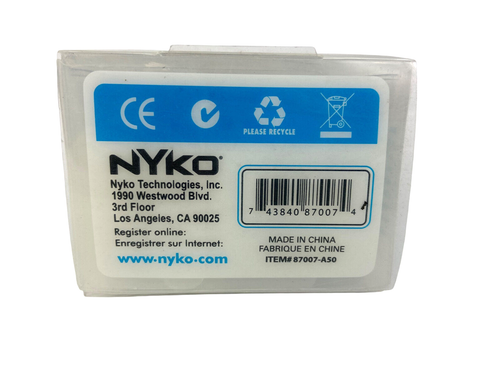 CE
PLEASE RECYCLE
NYKO
Nyko Technologies, Inc.
1990 Westwood Blvd.
3rd Floor
Los Angeles, CA 90025
Register online:
Enregistrer sur Internet:
www.nyko.com
7 43840 87007 4
MADE IN CHINA
FABRIQUE EN CHINE
ITEM# 87007-A50